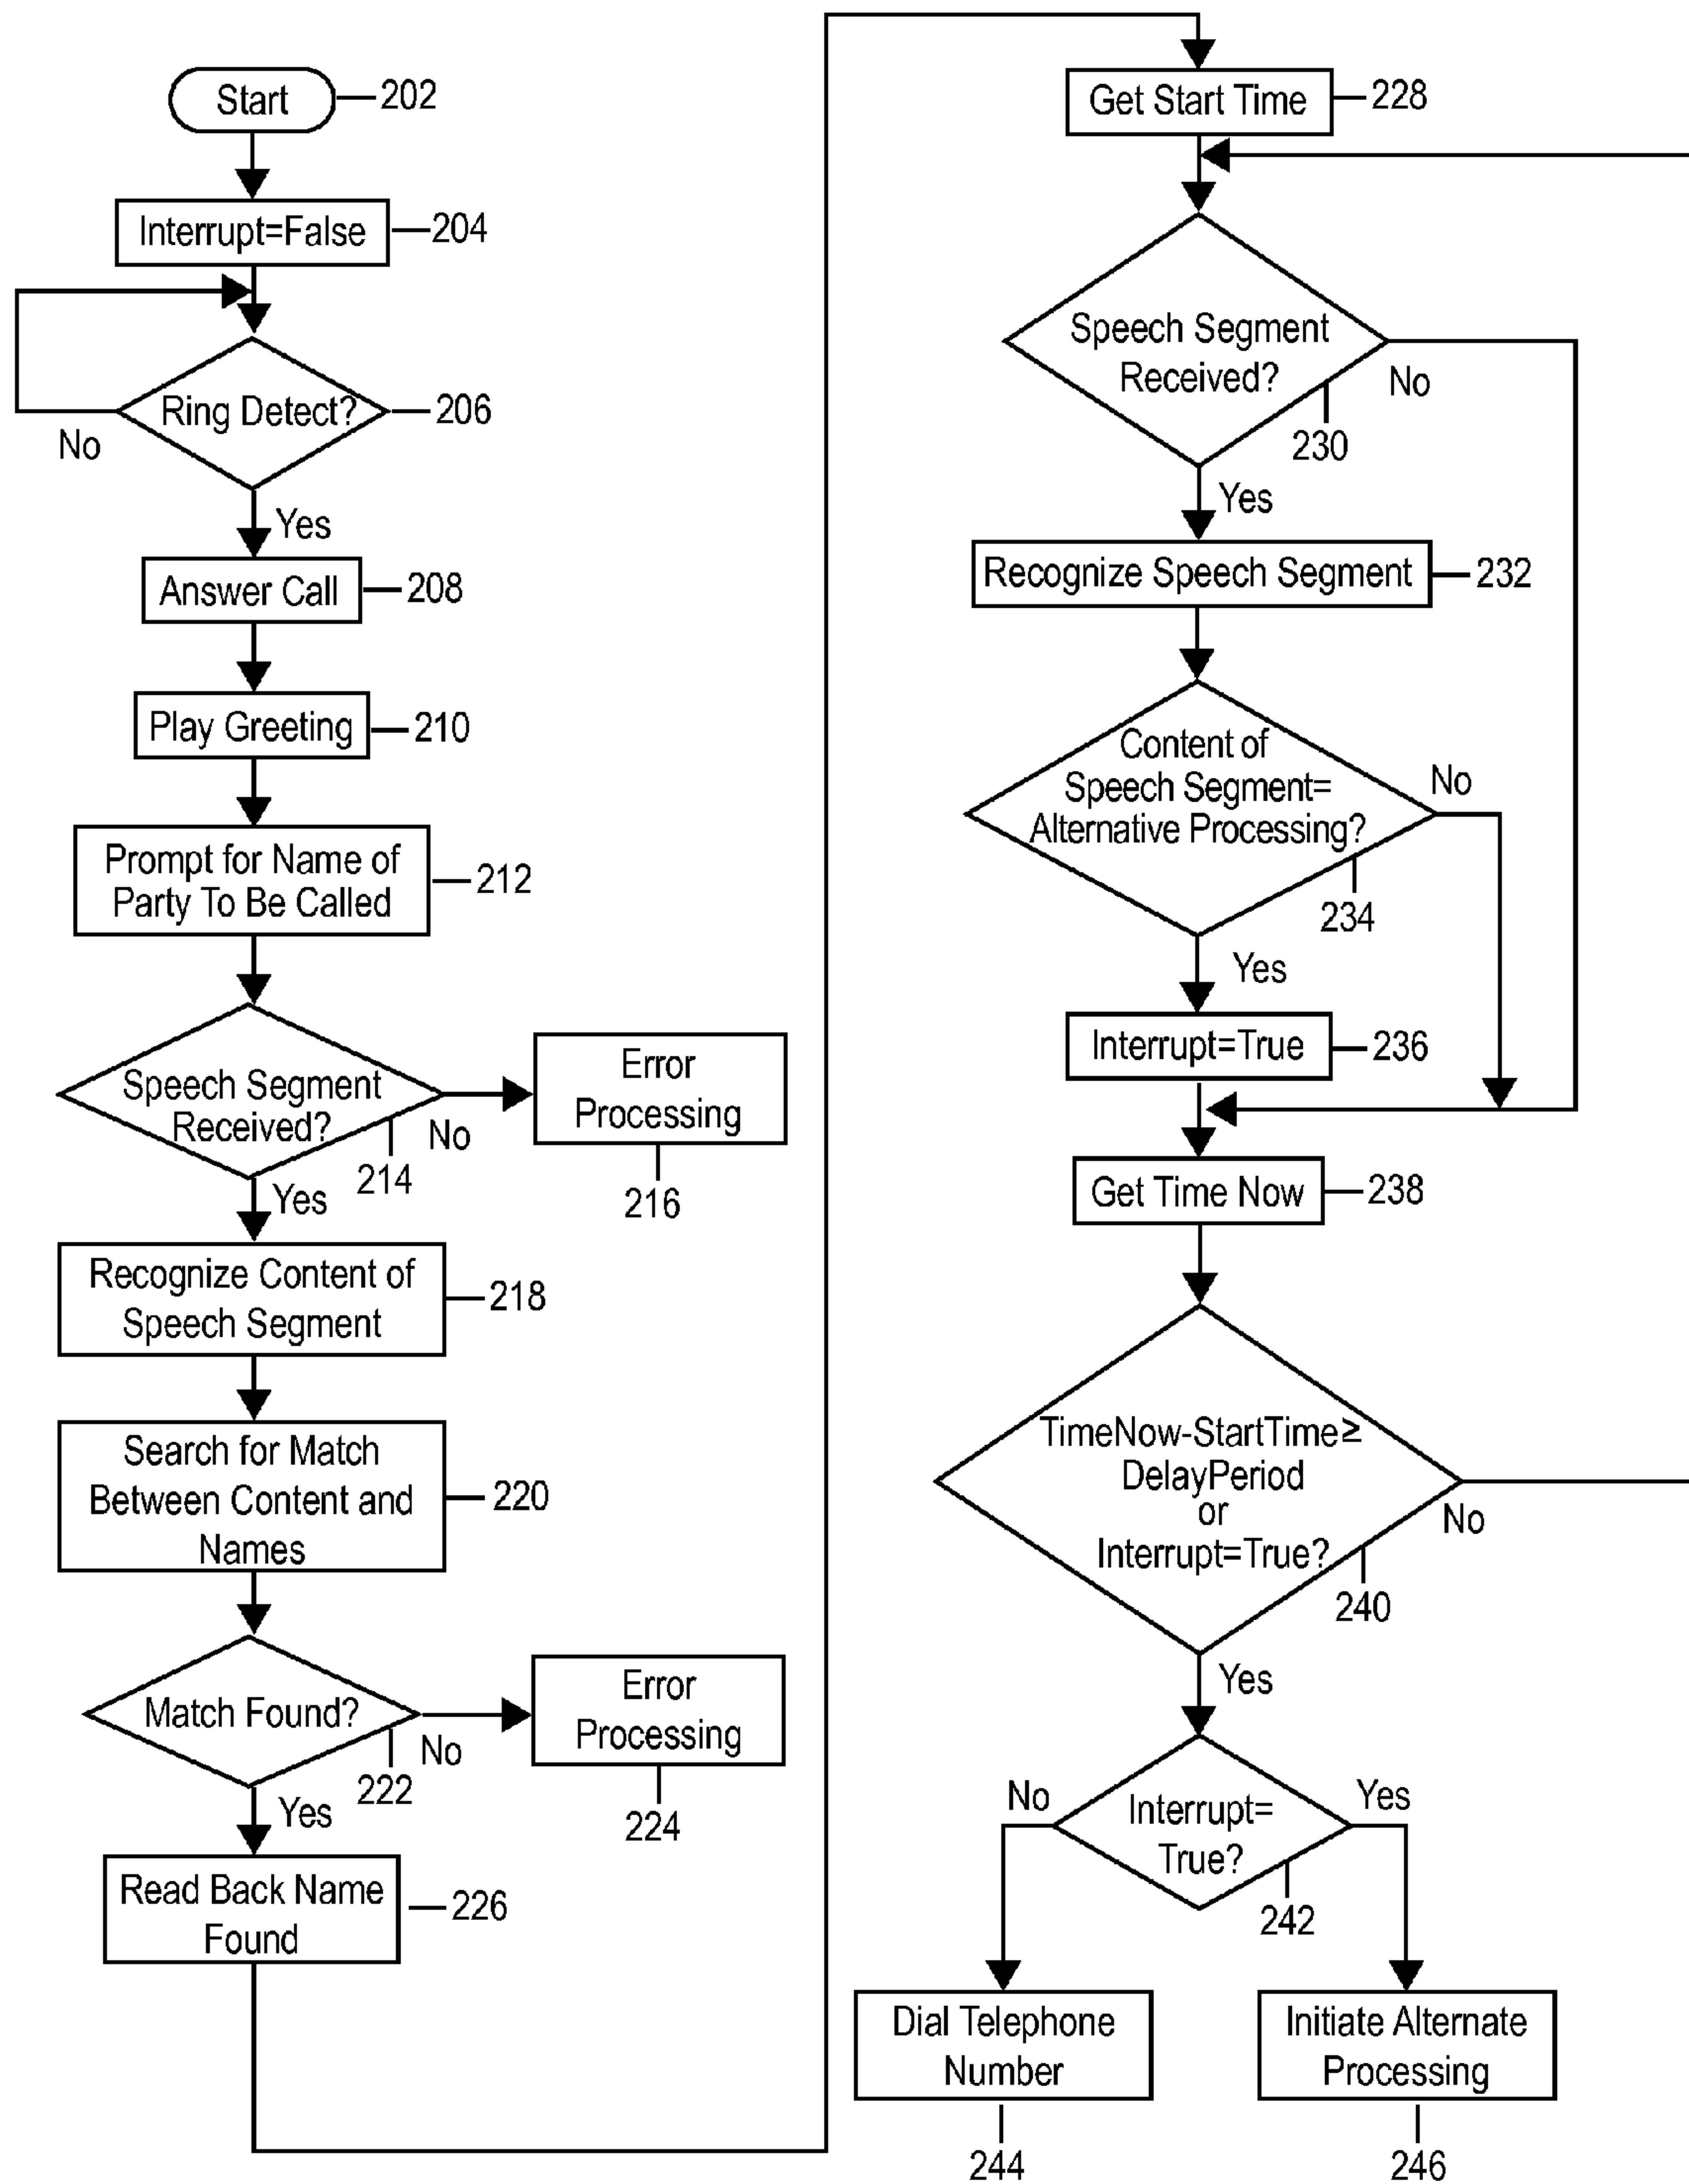 Start
202
Interrupt=False
204
Ring Detect?
206
No
Yes
Answer Call
208
Play Greeting
210
Prompt for Name of
Party To Be Called
212
Speech Segment
Received?
No
214
Yes
Error
Processing
216
Recognize Content of
Speech Segment
218
Search for Match
Between Content and
Names
220
Match Found?
No
222
Yes
Error
Processing
224
Read Back Name
Found
226
Get Start Time
228
Speech Segment
Received?
No
230
Yes
Recognize Speech Segment
232
Content of
Speech Segment=
Alternative Processing?
No
234
Yes
Interrupt=True
236
Get Time Now
238
TimeNow-StartTime≥
DelayPeriod
or
Interrupt=True?
No
240
Yes
Interrupt=
True?
No
Yes
242
Dial Telephone
Number
244
Initiate Alternate
Processing
246